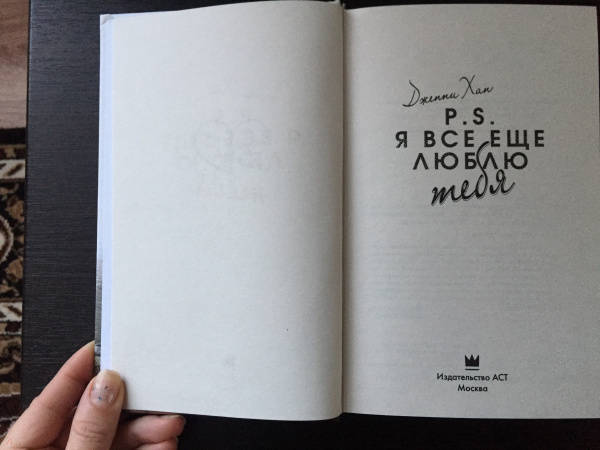 Дженни Хан
P.S.
Я ВСЕ ЕЩЕ
ЛЮБЛЮ
тебя
Издательство АСТ
Москва